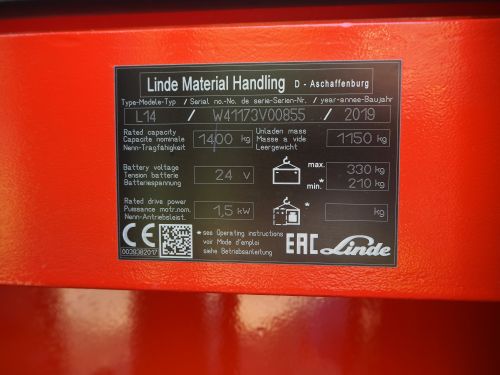 Linde Material Handling D - Aschaffenburg
Type-Modele-Typ / Serial no.-No. de serie-Serien-Nr. / year-annee-Baujahr
L14 / W41173V00855 / 2019
Rated capacity
Capacite nominale 1400 kg
Nenn-Tragfähigkeit
Unladen mass
Masse a vide 1150 kg
Leergewicht
Battery voltage
Tension batterie 24 V
Batteriespannung
max. 330 kg
min.* 210 kg
Rated drive power
Puissance motr.nom. 1,5 kW
Nenn-Antriebsleist.
* kg
CE
0039382017
* see Operating instructions
voir Mode d'emploi
siehe Betriebsanleitung
EAC Linde